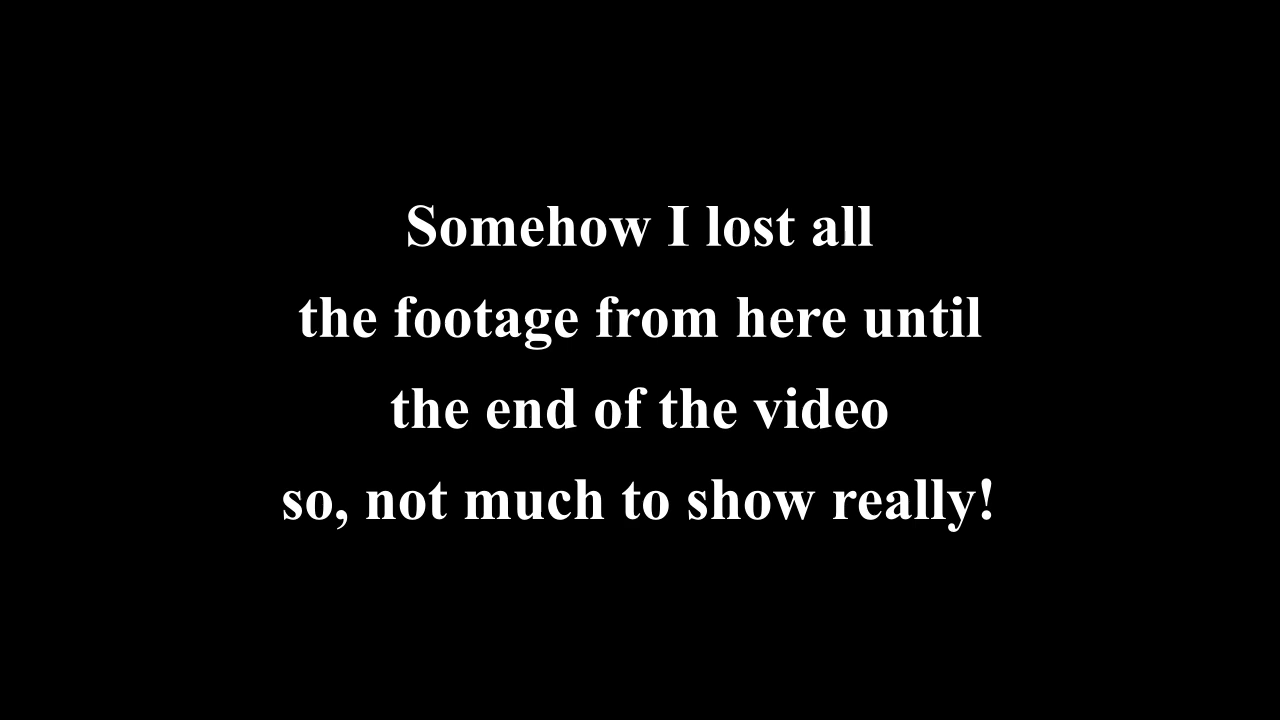 Somehow I lost all
the footage from here until
the end of the video
so, not much to show really!